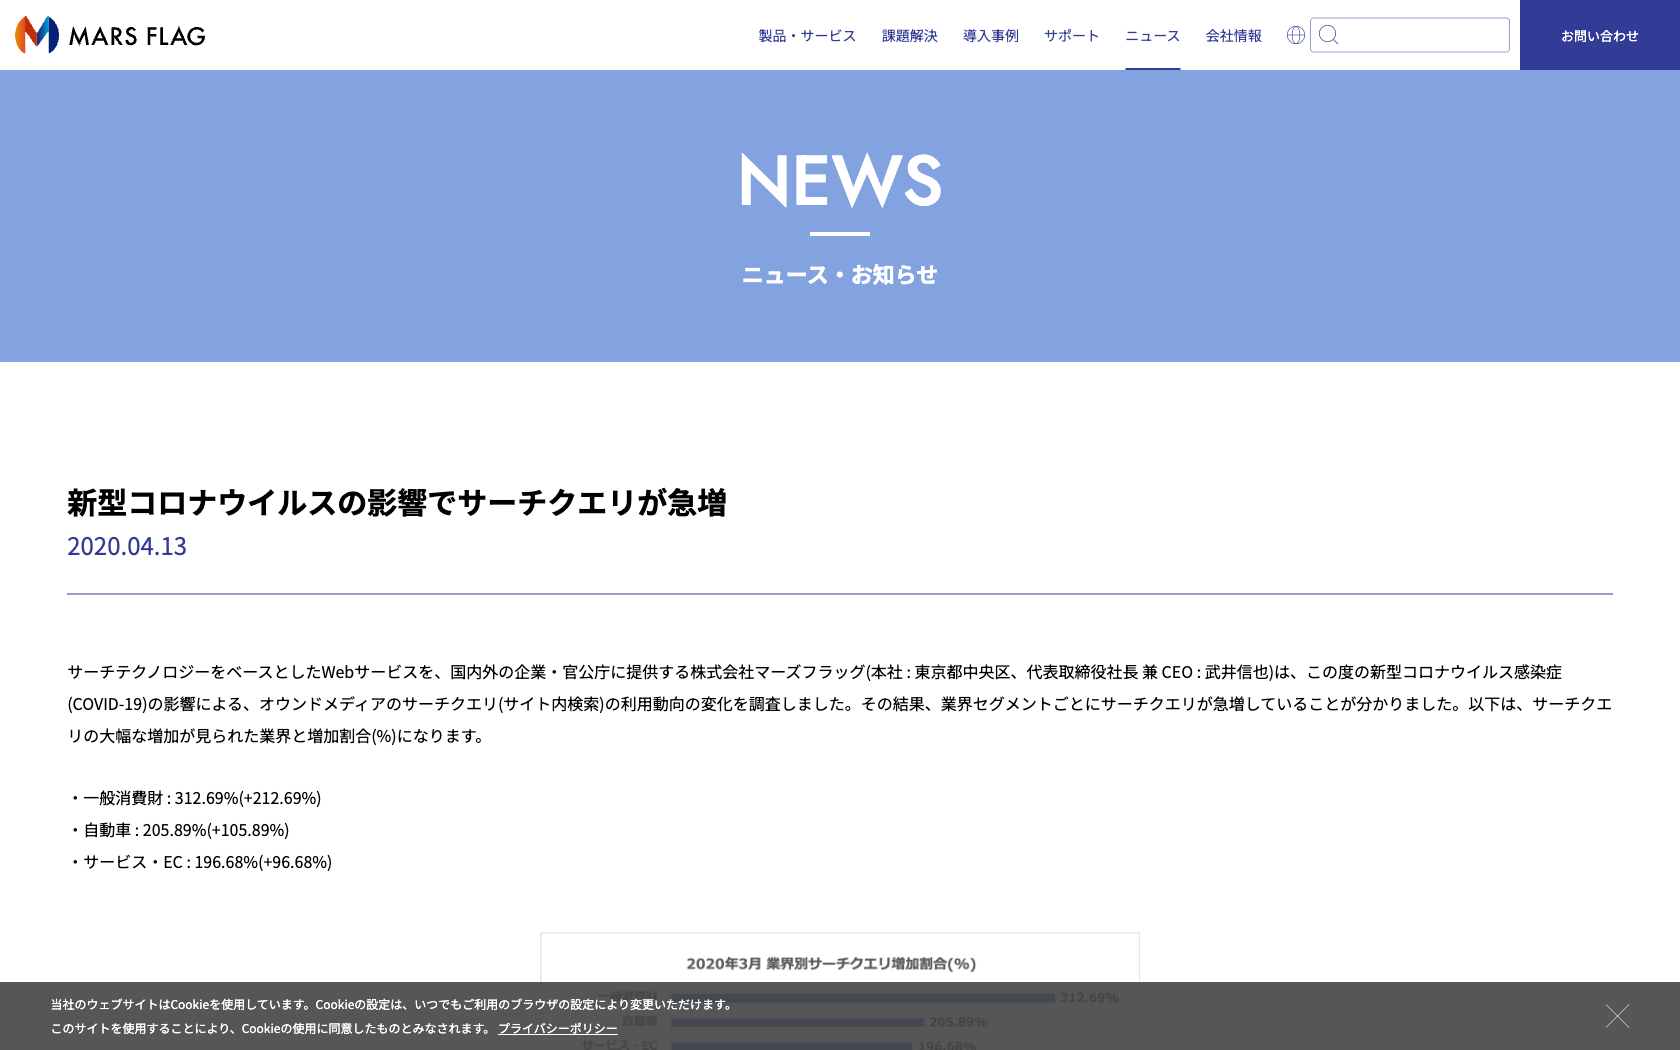 MARS FLAG
製品・サービス 課題解決 導入事例 サポート ニュース 会社情報 お問い合わせ
NEWS
ニュース・お知らせ
新型コロナウイルスの影響でサーチクエリが急増
2020.04.13
サーチテクノロジーをベースとしたWebサービスを、国内外の企業・官公庁に提供する株式会社マーズフラッグ(本社 : 東京都中央区、代表取締役社長 兼 CEO : 武井信也)は、この度の新型コロナウイルス感染症
(COVID-19)の影響による、オウンドメディアのサーチクエリ(サイト内検索)の利用動向の変化を調査しました。その結果、業界セグメントごとにサーチクエリが急増していることが分かりました。以下は、サーチクエ
リの大幅な増加が見られた業界と増加割合(%)になります。
・一般消費財 : 312.69%(+212.69%)
・自動車 : 205.89%(+105.89%)
・サービス・EC : 196.68%(+96.68%)
2020年3月 業界別サーチクエリ増加割合(%)
312.69%
自動車 205.89%
サービス・EC 196.68%
当社のウェブサイトはCookieを使用しています。Cookieの設定は、いつでもご利用のブラウザの設定により変更いただけます。
このサイトを使用することにより、Cookieの使用に同意したものとみなされます。 プライバシーポリシー